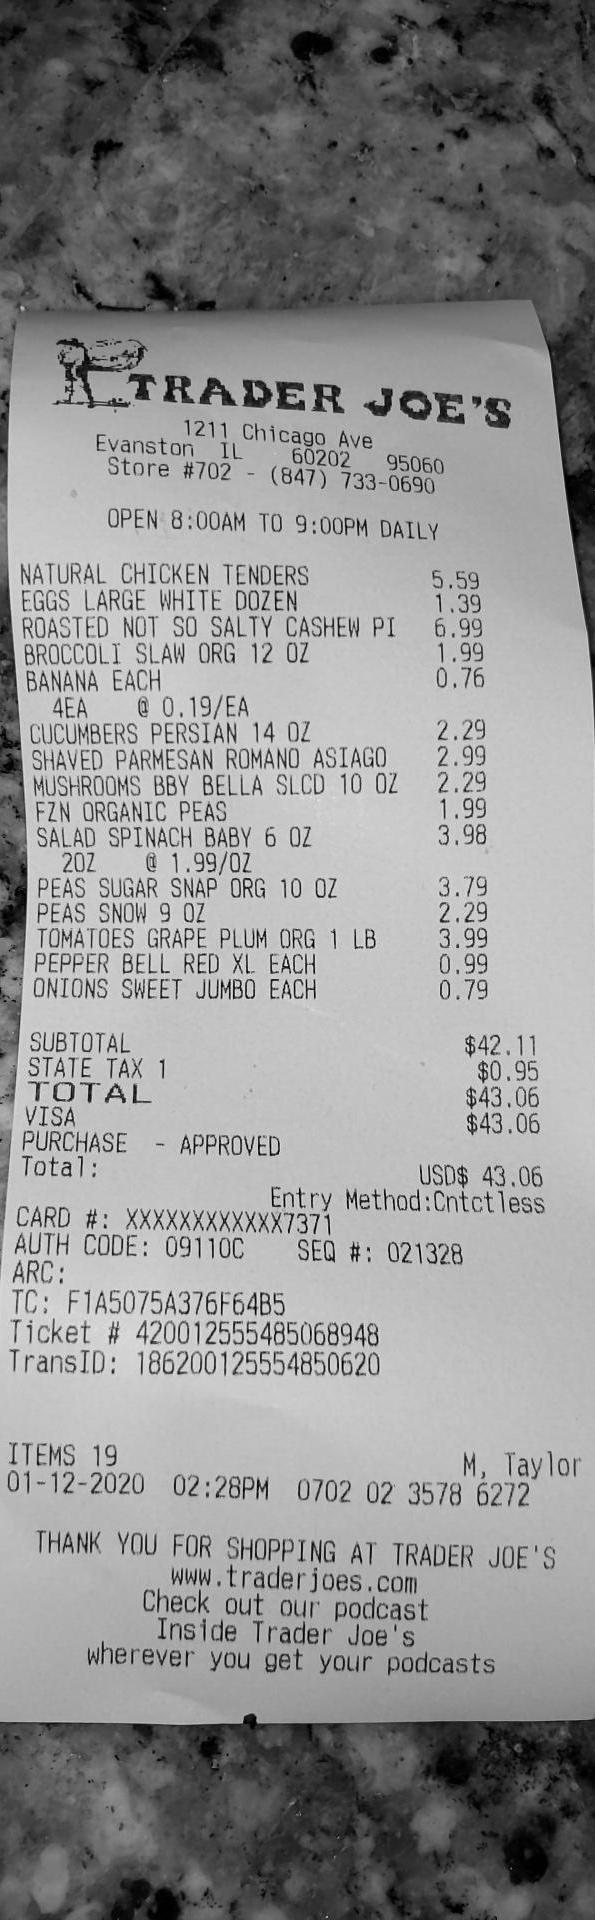 TRADER JOE'S
1211 Chicago Ave
Evanston IL 60202 95060
Store #702 - (847) 733-0690
OPEN 8:00AM TO 9:00PM DAILY
NATURAL CHICKEN TENDERS 5.59
EGGS LARGE WHITE DOZEN 1.39
ROASTED NOT SO SALTY CASHEW PI 6.99
BROCCOLI SLAW ORG 12 OZ 1.99
BANANA EACH 0.76
4EA @ 0.19/EA
CUCUMBERS PERSIAN 14 OZ 2.29
SHAVED PARMESAN ROMANO ASIAGO 2.99
MUSHROOMS BBY BELLA SLCD 10 OZ 2.29
FZN ORGANIC PEAS 1.99
SALAD SPINACH BABY 6 OZ 3.98
2OZ @ 1.99/OZ
PEAS SUGAR SNAP ORG 10 OZ 3.79
PEAS SNOW 9 OZ 2.29
TOMATOES GRAPE PLUM ORG 1 LB 3.99
PEPPER BELL RED XL EACH 0.99
ONIONS SWEET JUMBO EACH 0.79
SUBTOTAL $42.11
STATE TAX 1 $0.95
TOTAL $43.06
VISA $43.06
PURCHASE - APPROVED
Total: USD$ 43.06
Entry Method:Cntctless
CARD #: XXXXXXXXXXXX7371
AUTH CODE: 09110C SEQ #: 021328
ARC:
TC: F1A5075A376F64B5
Ticket # 420012555485068948
TransID: 186200125554850620
ITEMS 19 M, Taylor
01-12-2020 02:28PM 0702 02 3578 6272
THANK YOU FOR SHOPPING AT TRADER JOE'S
www.traderjoes.com
Check out our podcast
Inside Trader Joe's
wherever you get your podcasts